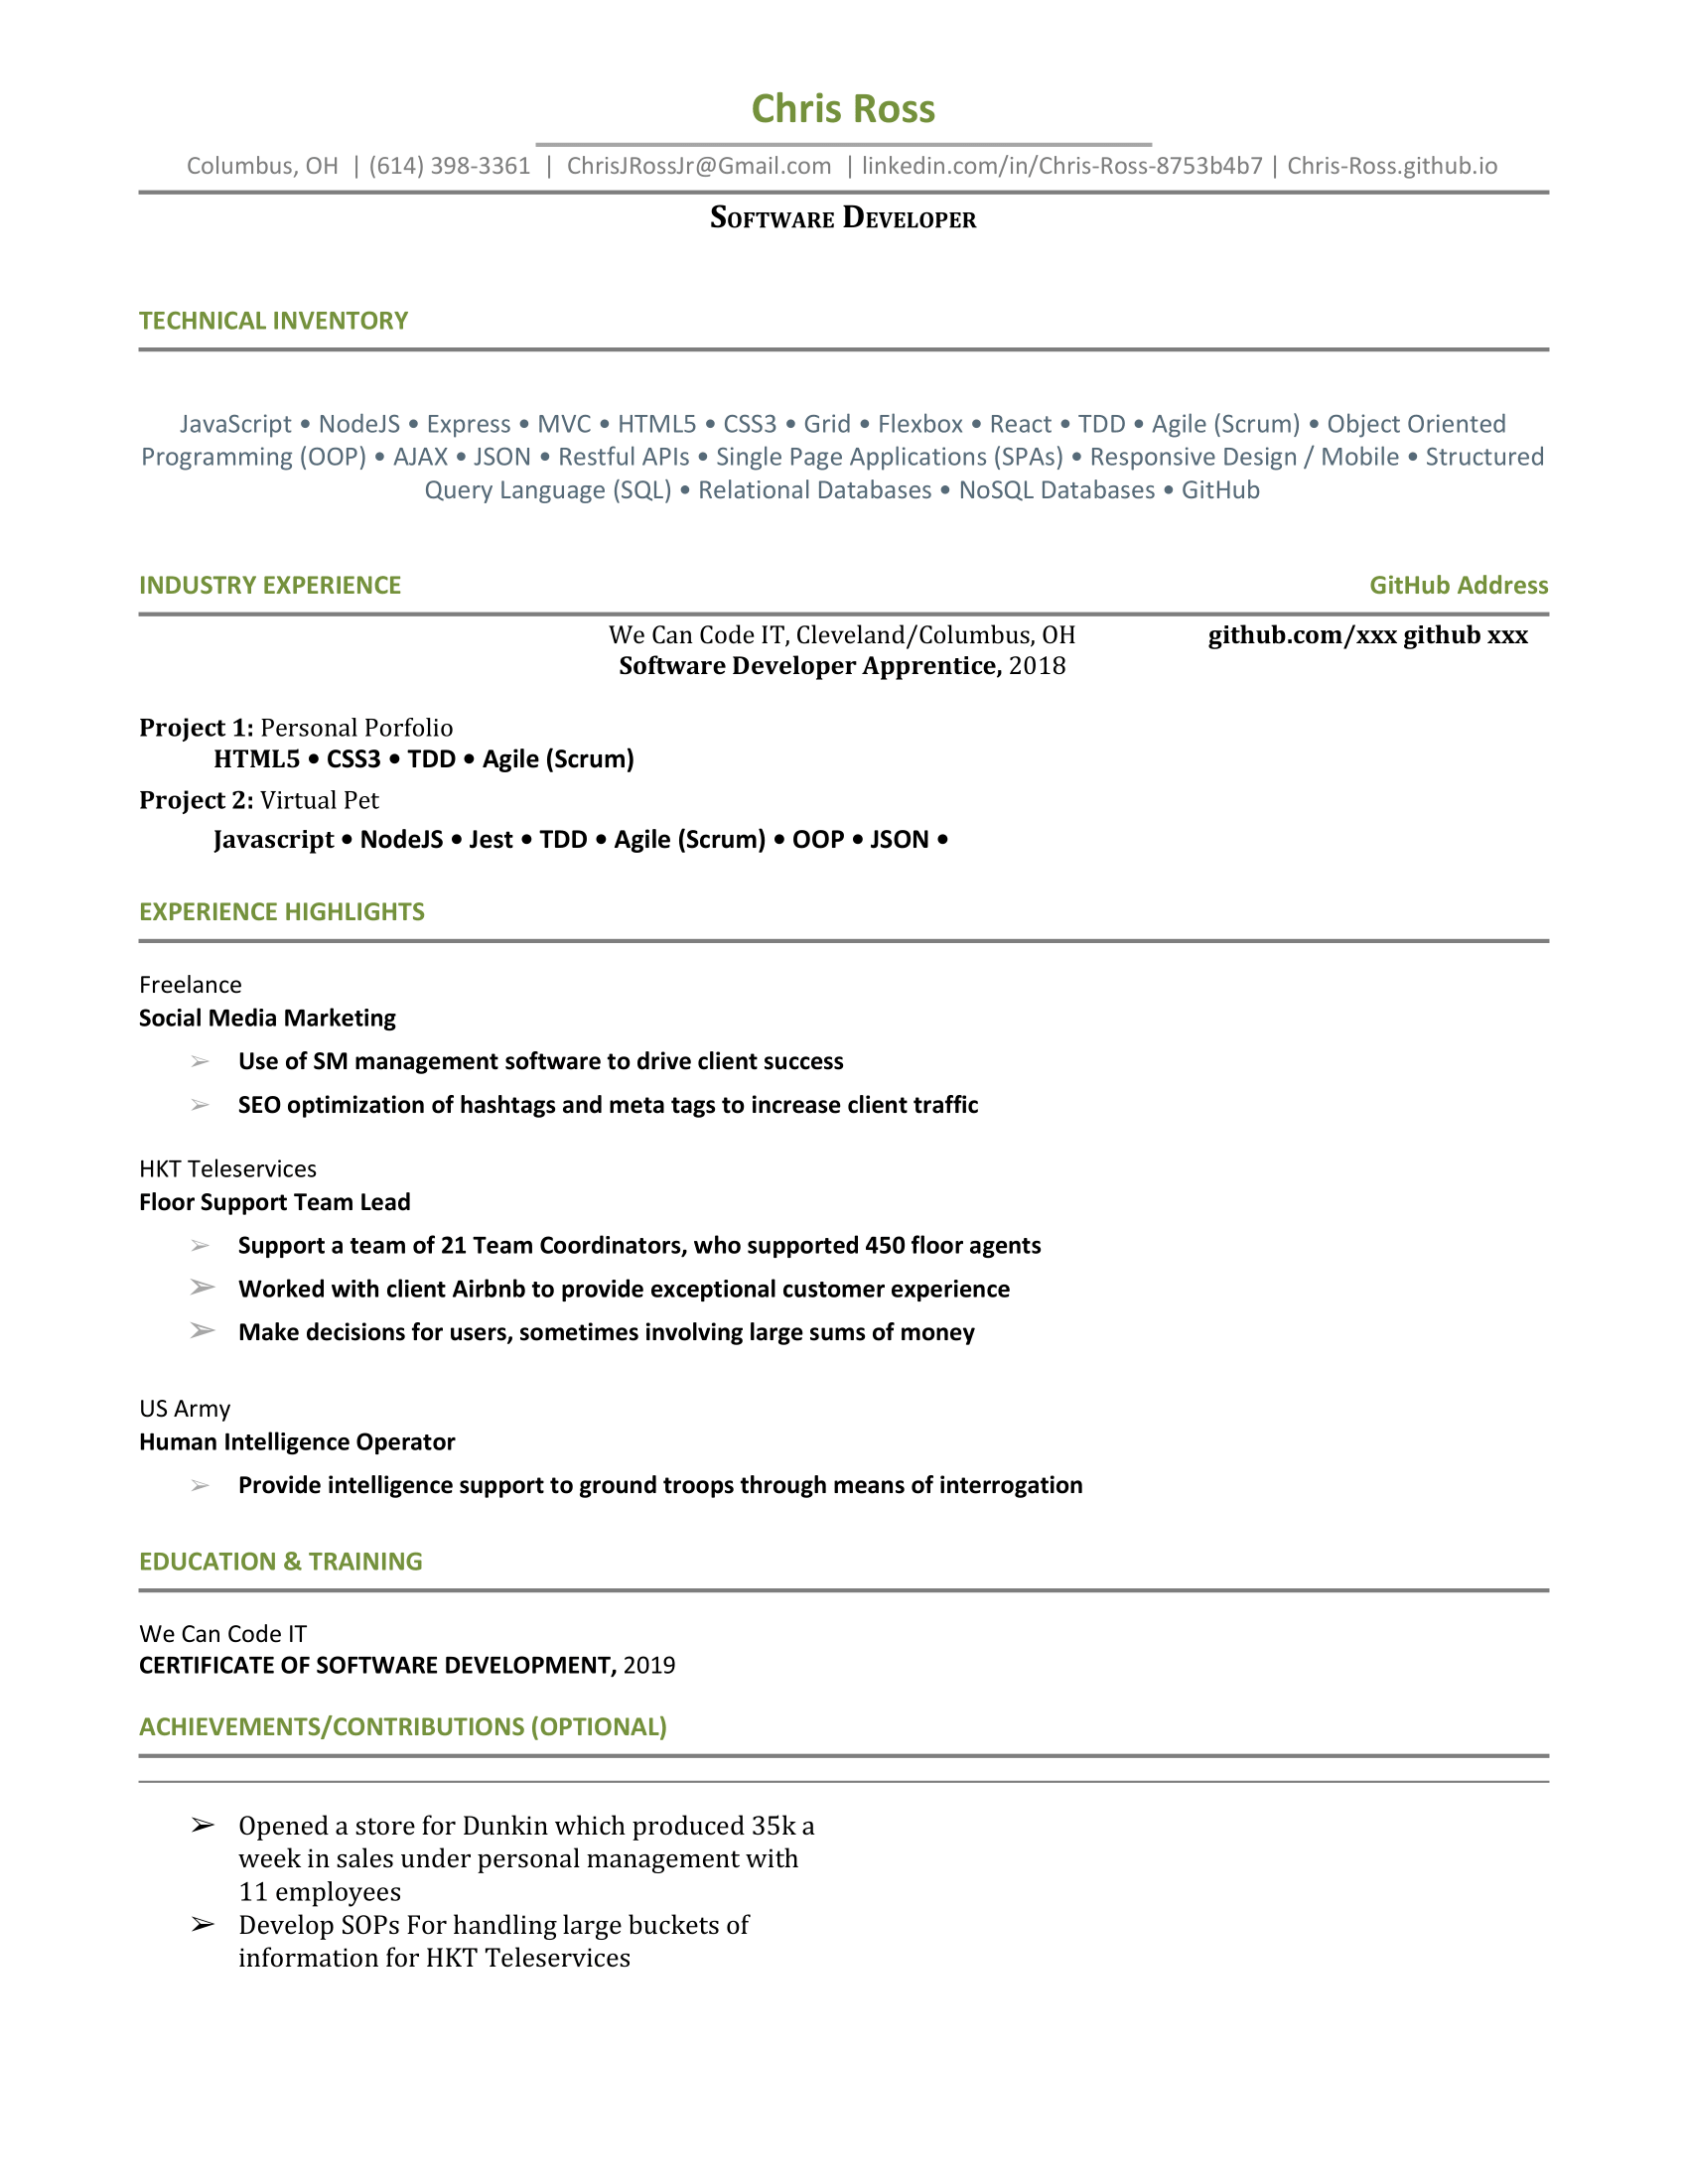 Chris Ross
Columbus, OH | (614) 398-3361 | ChrisJRossJr@Gmail.com | linkedin.com/in/Chris-Ross-8753b4b7 | Chris-Ross.github.io
Software Developer
TECHNICAL INVENTORY
JavaScript • NodeJS • Express • MVC • HTML5 • CSS3 • Grid • Flexbox • React • TDD • Agile (Scrum) • Object Oriented
Programming (OOP) • AJAX • JSON • Restful APIs • Single Page Applications (SPAs) • Responsive Design / Mobile • Structured
Query Language (SQL) • Relational Databases • NoSQL Databases • GitHub
INDUSTRY EXPERIENCE GitHub Address
We Can Code IT, Cleveland/Columbus, OH github.com/xxx github xxx
Software Developer Apprentice, 2018
Project 1: Personal Porfolio
HTML5 • CSS3 • TDD • Agile (Scrum)
Project 2: Virtual Pet
Javascript • NodeJS • Jest • TDD • Agile (Scrum) • OOP • JSON •
EXPERIENCE HIGHLIGHTS
Freelance
Social Media Marketing
➢ Use of SM management software to drive client success
➢ SEO optimization of hashtags and meta tags to increase client traffic
HKT Teleservices
Floor Support Team Lead
➢ Support a team of 21 Team Coordinators, who supported 450 floor agents
➢ Worked with client Airbnb to provide exceptional customer experience
➢ Make decisions for users, sometimes involving large sums of money
US Army
Human Intelligence Operator
➢ Provide intelligence support to ground troops through means of interrogation
EDUCATION & TRAINING
We Can Code IT
CERTIFICATE OF SOFTWARE DEVELOPMENT, 2019
ACHIEVEMENTS/CONTRIBUTIONS (OPTIONAL)
➢ Opened a store for Dunkin which produced 35k a
week in sales under personal management with
11 employees
➢ Develop SOPs For handling large buckets of
information for HKT Teleservices